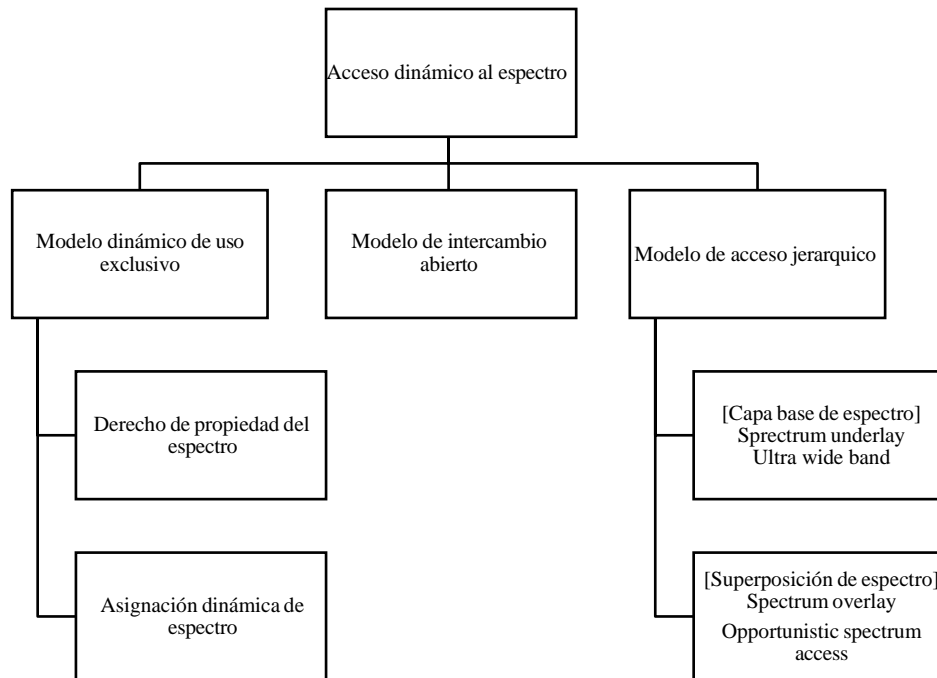 Acceso dinámico al espectro
Modelo dinámico de uso
exclusivo
Modelo de intercambio
abierto
Modelo de acceso jerarquico
Derecho de propiedad del
espectro
Asignación dinámica de
espectro
[Capa base de espectro]
Sprectrum underlay
Ultra wide band
[Superposición de espectro]
Spectrum overlay
Opportunistic spectrum
access